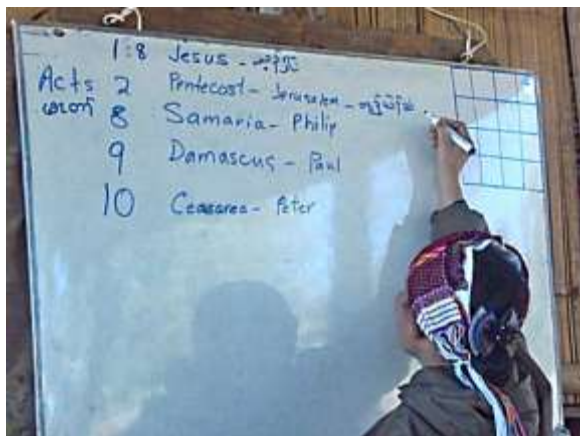 1:8 Jesus -
Acts 2 Pentecost - Jerusalem -
8 Samaria - Philip
9 Damascus - Paul
10 Ceasarea - Peter